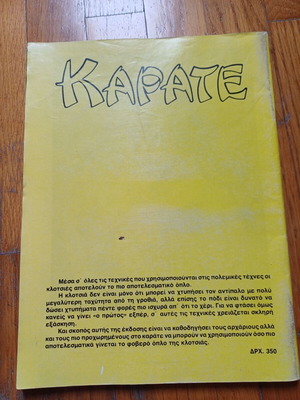 ΚΑΡΑΤΕ
Μέσα σ' όλες τις τεχνικές που χρησιμοποιούνται στις πολεμικές τέχνες οι
κλοτσιές αποτελούν το πιο αποτελεσματικό όπλο.
Η κλοτσιά δεν είναι μόνο ότι μπορεί να χτυπήσει τον αντίπαλο με πολύ
μεγαλύτερη ταχύτητα από τη γροθιά, αλλά επίσης το πόδι είναι δυνατό να
δώσει χτυπήματα πέντε φορές πιο ισχυρά απ' ότι το χέρι. Για να φτάσει όμως
κανείς να γίνει «ο πρώτος» εξπέρ, σ' αυτές τις τεχνικές χρειάζεται σκληρή
εξάσκηση.
Και σκοπός αυτής της έκδοσης είναι να καθοδηγήσει τους αρχάριους αλλά
και τους πιο προχωρημένους στο καράτε να μπορούν να χρησιμοποιούν όσο πιο
αποτελεσματικά γίνεται το φοβερό όπλο της κλοτσιάς.
ΔΡΧ. 350